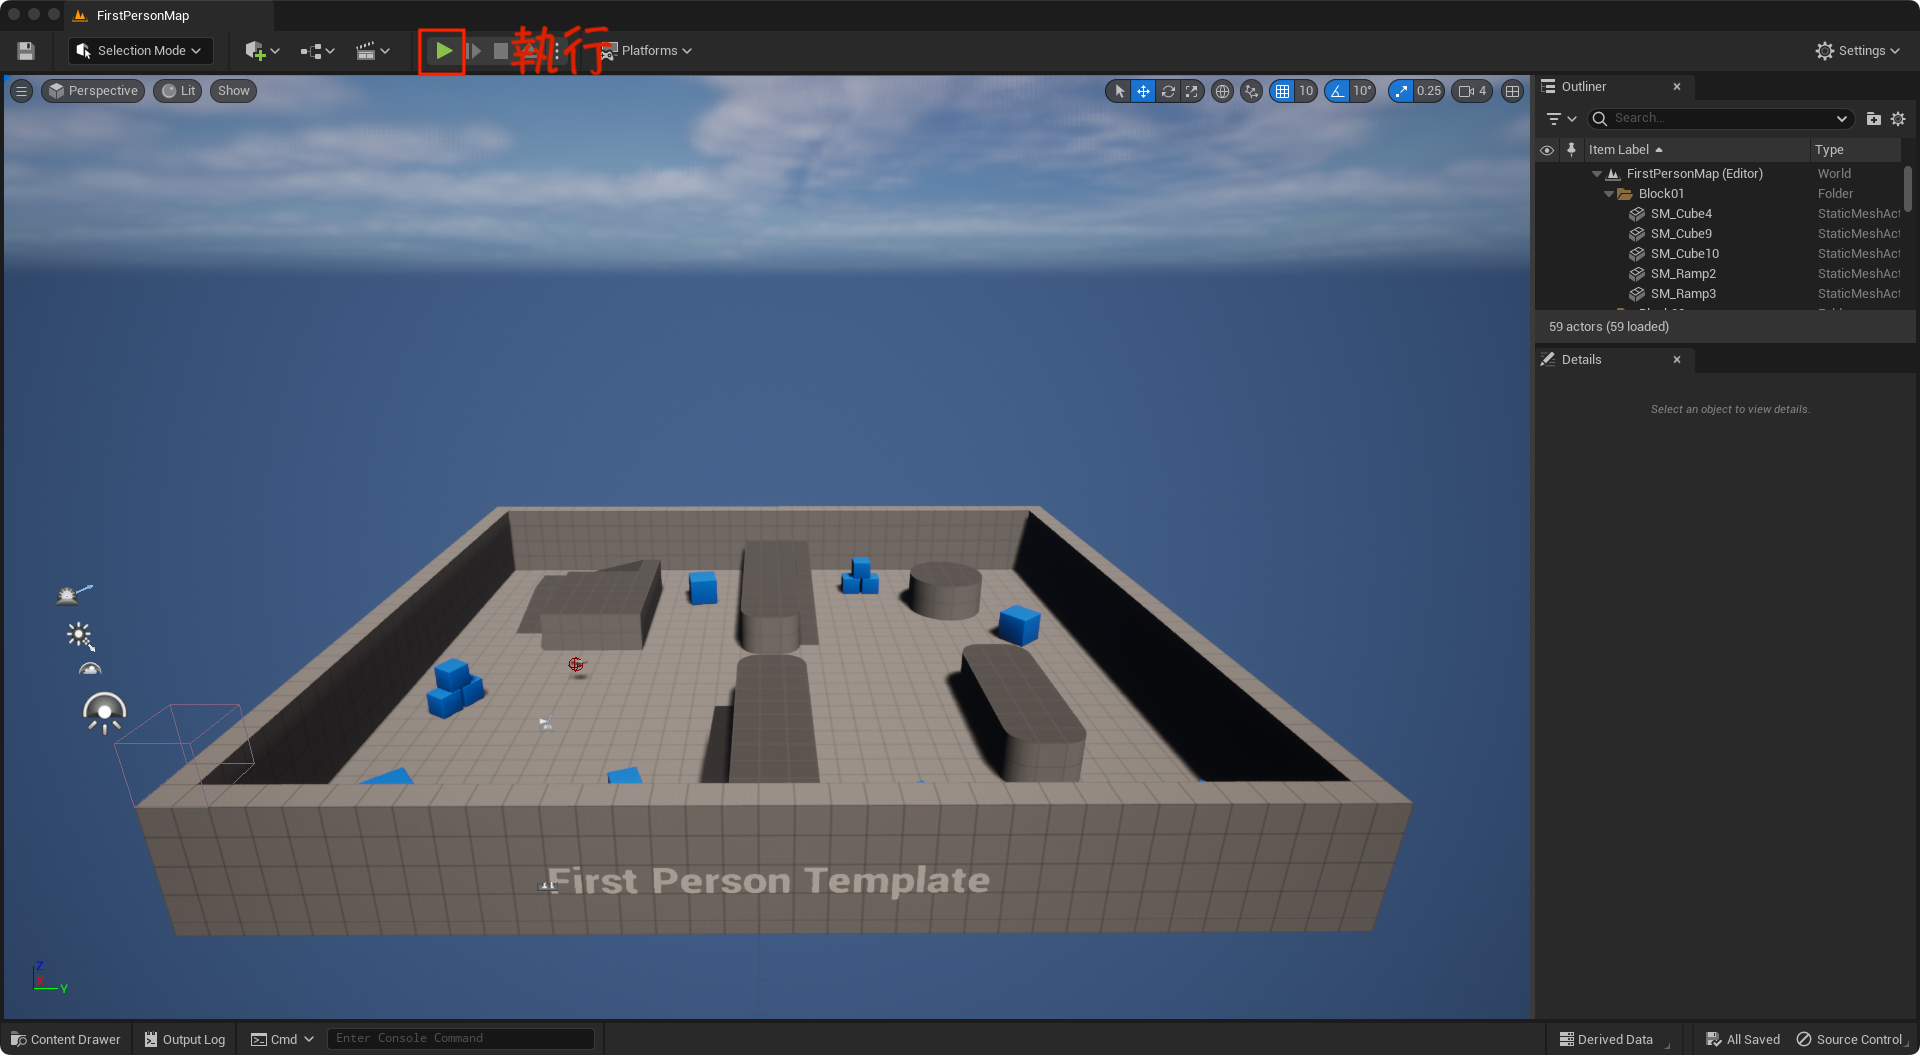 FirstPersonMap
Selection Mode
執行
Platforms
Settings
Perspective
Lit
Show
10
10°
0.25
4
Outliner
Search...
Item Label
Type
FirstPersonMap (Editor)
World
Block01
Folder
SM_Cube4
StaticMeshAct
SM_Cube9
StaticMeshAct
SM_Cube10
StaticMeshAct
SM_Ramp2
StaticMeshAct
SM_Ramp3
StaticMeshAct
59 actors (59 loaded)
Details
Select an object to view details.
First Person Template
Z
X
Y
Content Drawer
Output Log
Cmd
Enter Console Command
Derived Data
All Saved
Source Control